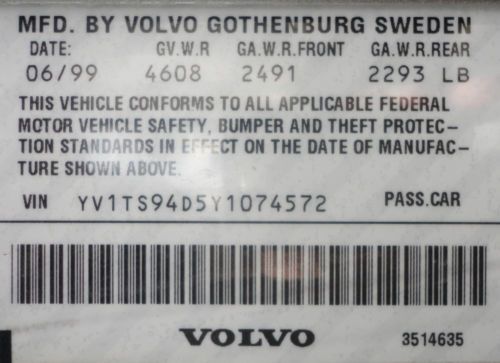 MFD. BY VOLVO GOTHENBURG SWEDEN
DATE: GV.W.R GA.W.R.FRONT GA.W.R.REAR
06/99 4608 2491 2293 LB
THIS VEHICLE CONFORMS TO ALL APPLICABLE FEDERAL
MOTOR VEHICLE SAFETY, BUMPER AND THEFT PROTEC-
TION STANDARDS IN EFFECT ON THE DATE OF MANUFAC-
TURE SHOWN ABOVE.
VIN YV1TS94D5Y1074572 PASS.CAR
VOLVO 3514635